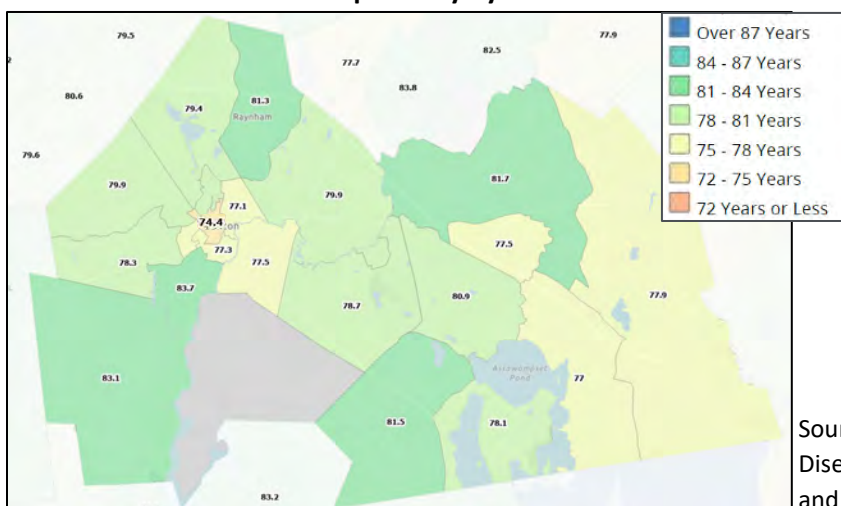 79.5
77.7
82.5
77.9
Over 87 Years
84 - 87 Years
81 - 84 Years
78 - 81 Years
75 - 78 Years
72 - 75 Years
72 Years or Less
80.6
83.8
79.4
81.3
Raynham
79.6
79.9
79.9
81.7
77.1
74.4
77.3
77.5
77.5
78.3
83.7
78.7
80.9
77.9
83.1
Assawompset
Pond
77
81.5
78.1
83.2
Sour
Dise
and